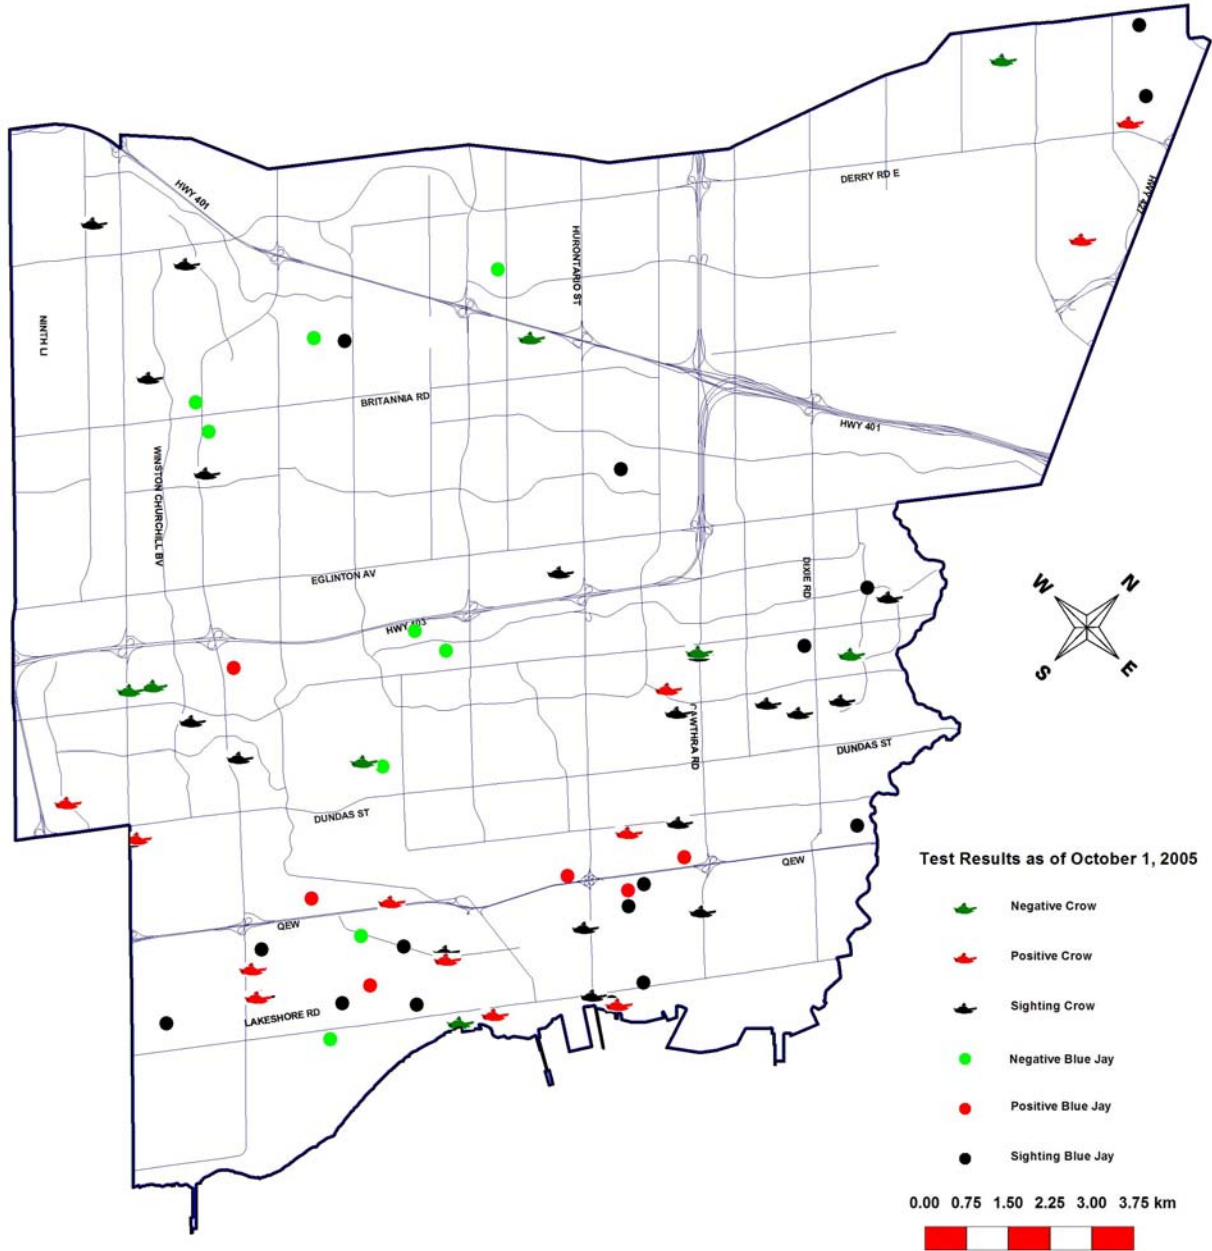 DERRY RD E
HWY 401
HWY 427
HURONTARIO ST
NINTH LI
BRITANNIA RD
HWY 401
WINSTON CHURCHILL BV
EGLINTON AV
DIXIE RD
HWY 403
W N
S E
CAWTHRA RD
DUNDAS ST
DUNDAS ST
QEW
QEW
LAKESHORE RD
Test Results as of October 1, 2005
Negative Crow
Positive Crow
Sighting Crow
Negative Blue Jay
Positive Blue Jay
Sighting Blue Jay
0.00 0.75 1.50 2.25 3.00 3.75 km